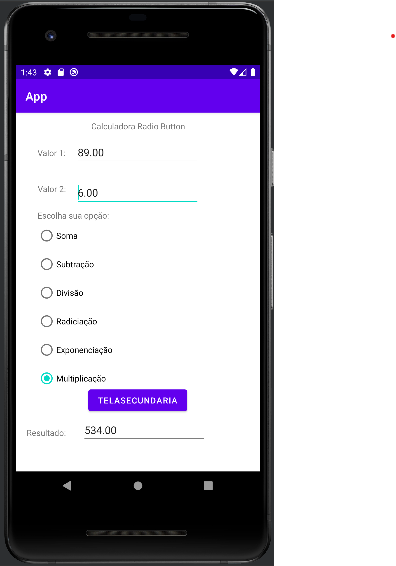 1:43
App
Calculadora Radio Button
Valor 1: 89.00
Valor 2: 6.00
Escolha sua opção:
Soma
Subtração
Divisão
Radiciação
Exponenciação
Multiplicação
TELASECUNDARIA
Resultado: 534.00